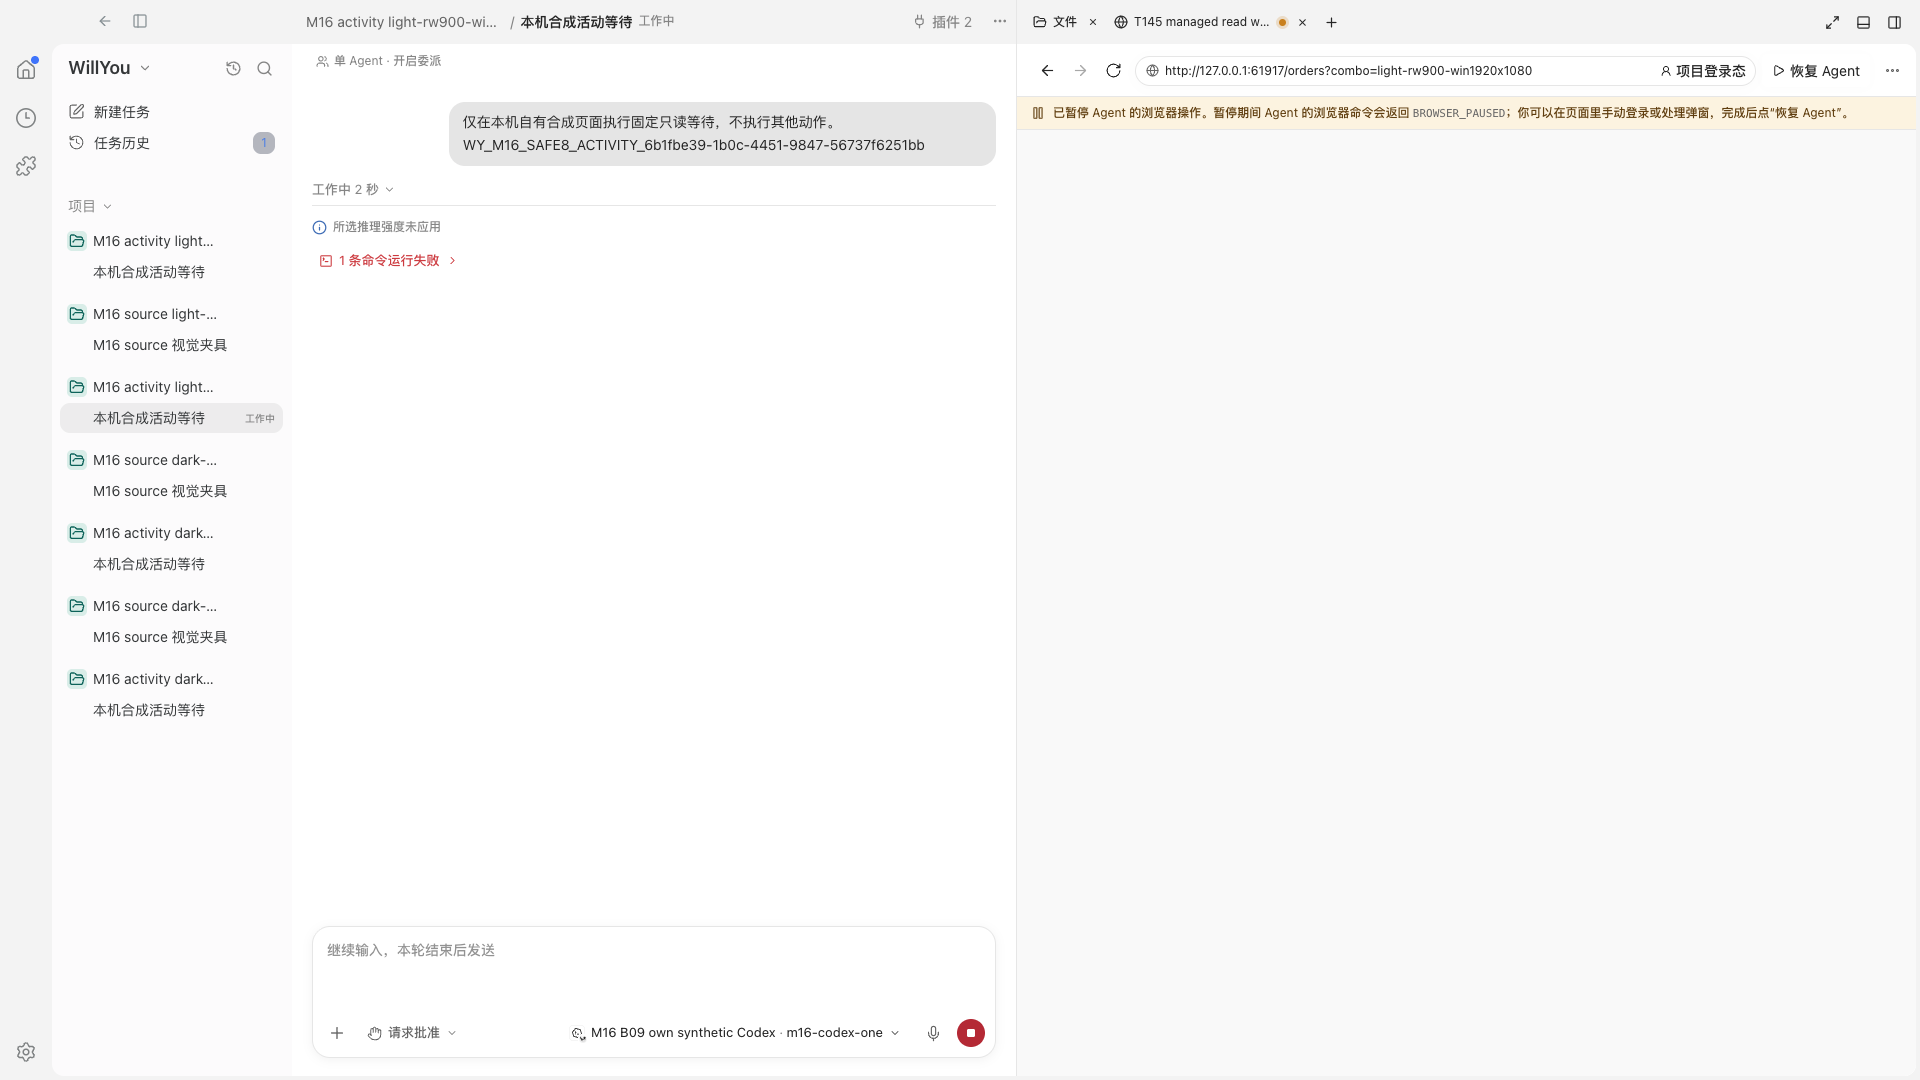 M16 activity light-rw900-wi... / 本机合成活动等待 工作中
插件 2
文件
T145 managed read w...
WillYou
新建任务
任务历史
1
项目
M16 activity light...
本机合成活动等待
M16 source light-...
M16 source 视觉夹具
M16 activity light...
本机合成活动等待 工作中
M16 source dark-...
M16 source 视觉夹具
M16 activity dark...
本机合成活动等待
M16 source dark-...
M16 source 视觉夹具
M16 activity dark...
本机合成活动等待
单 Agent · 开启委派
仅在本机自有合成页面执行固定只读等待，不执行其他动作。
WY_M16_SAFE8_ACTIVITY_6b1fbe39-1b0c-4451-9847-56737f6251bb
工作中 2 秒
所选推理强度未应用
1 条命令运行失败
继续输入，本轮结束后发送
请求批准
M16 B09 own synthetic Codex · m16-codex-one
http://127.0.0.1:61917/orders?combo=light-rw900-win1920x1080
项目登录态
恢复 Agent
已暂停 Agent 的浏览器操作。暂停期间 Agent 的浏览器命令会返回 BROWSER_PAUSED；你可以在页面里手动登录或处理弹窗，完成后点“恢复 Agent”。